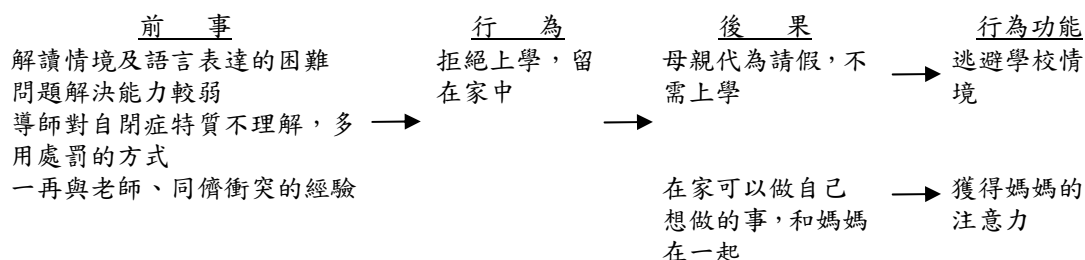 前 事
行 為
後 果
行為功能
解讀情境及語言表達的困難
問題解決能力較弱
導師對自閉症特質不理解，多
用處罰的方式
一再與老師、同儕衝突的經驗
拒絕上學，留
在家中
母親代為請假，不
需上學
逃避學校情
境
在家可以做自己
想做的事，和媽媽
在一起
獲得媽媽的
注意力